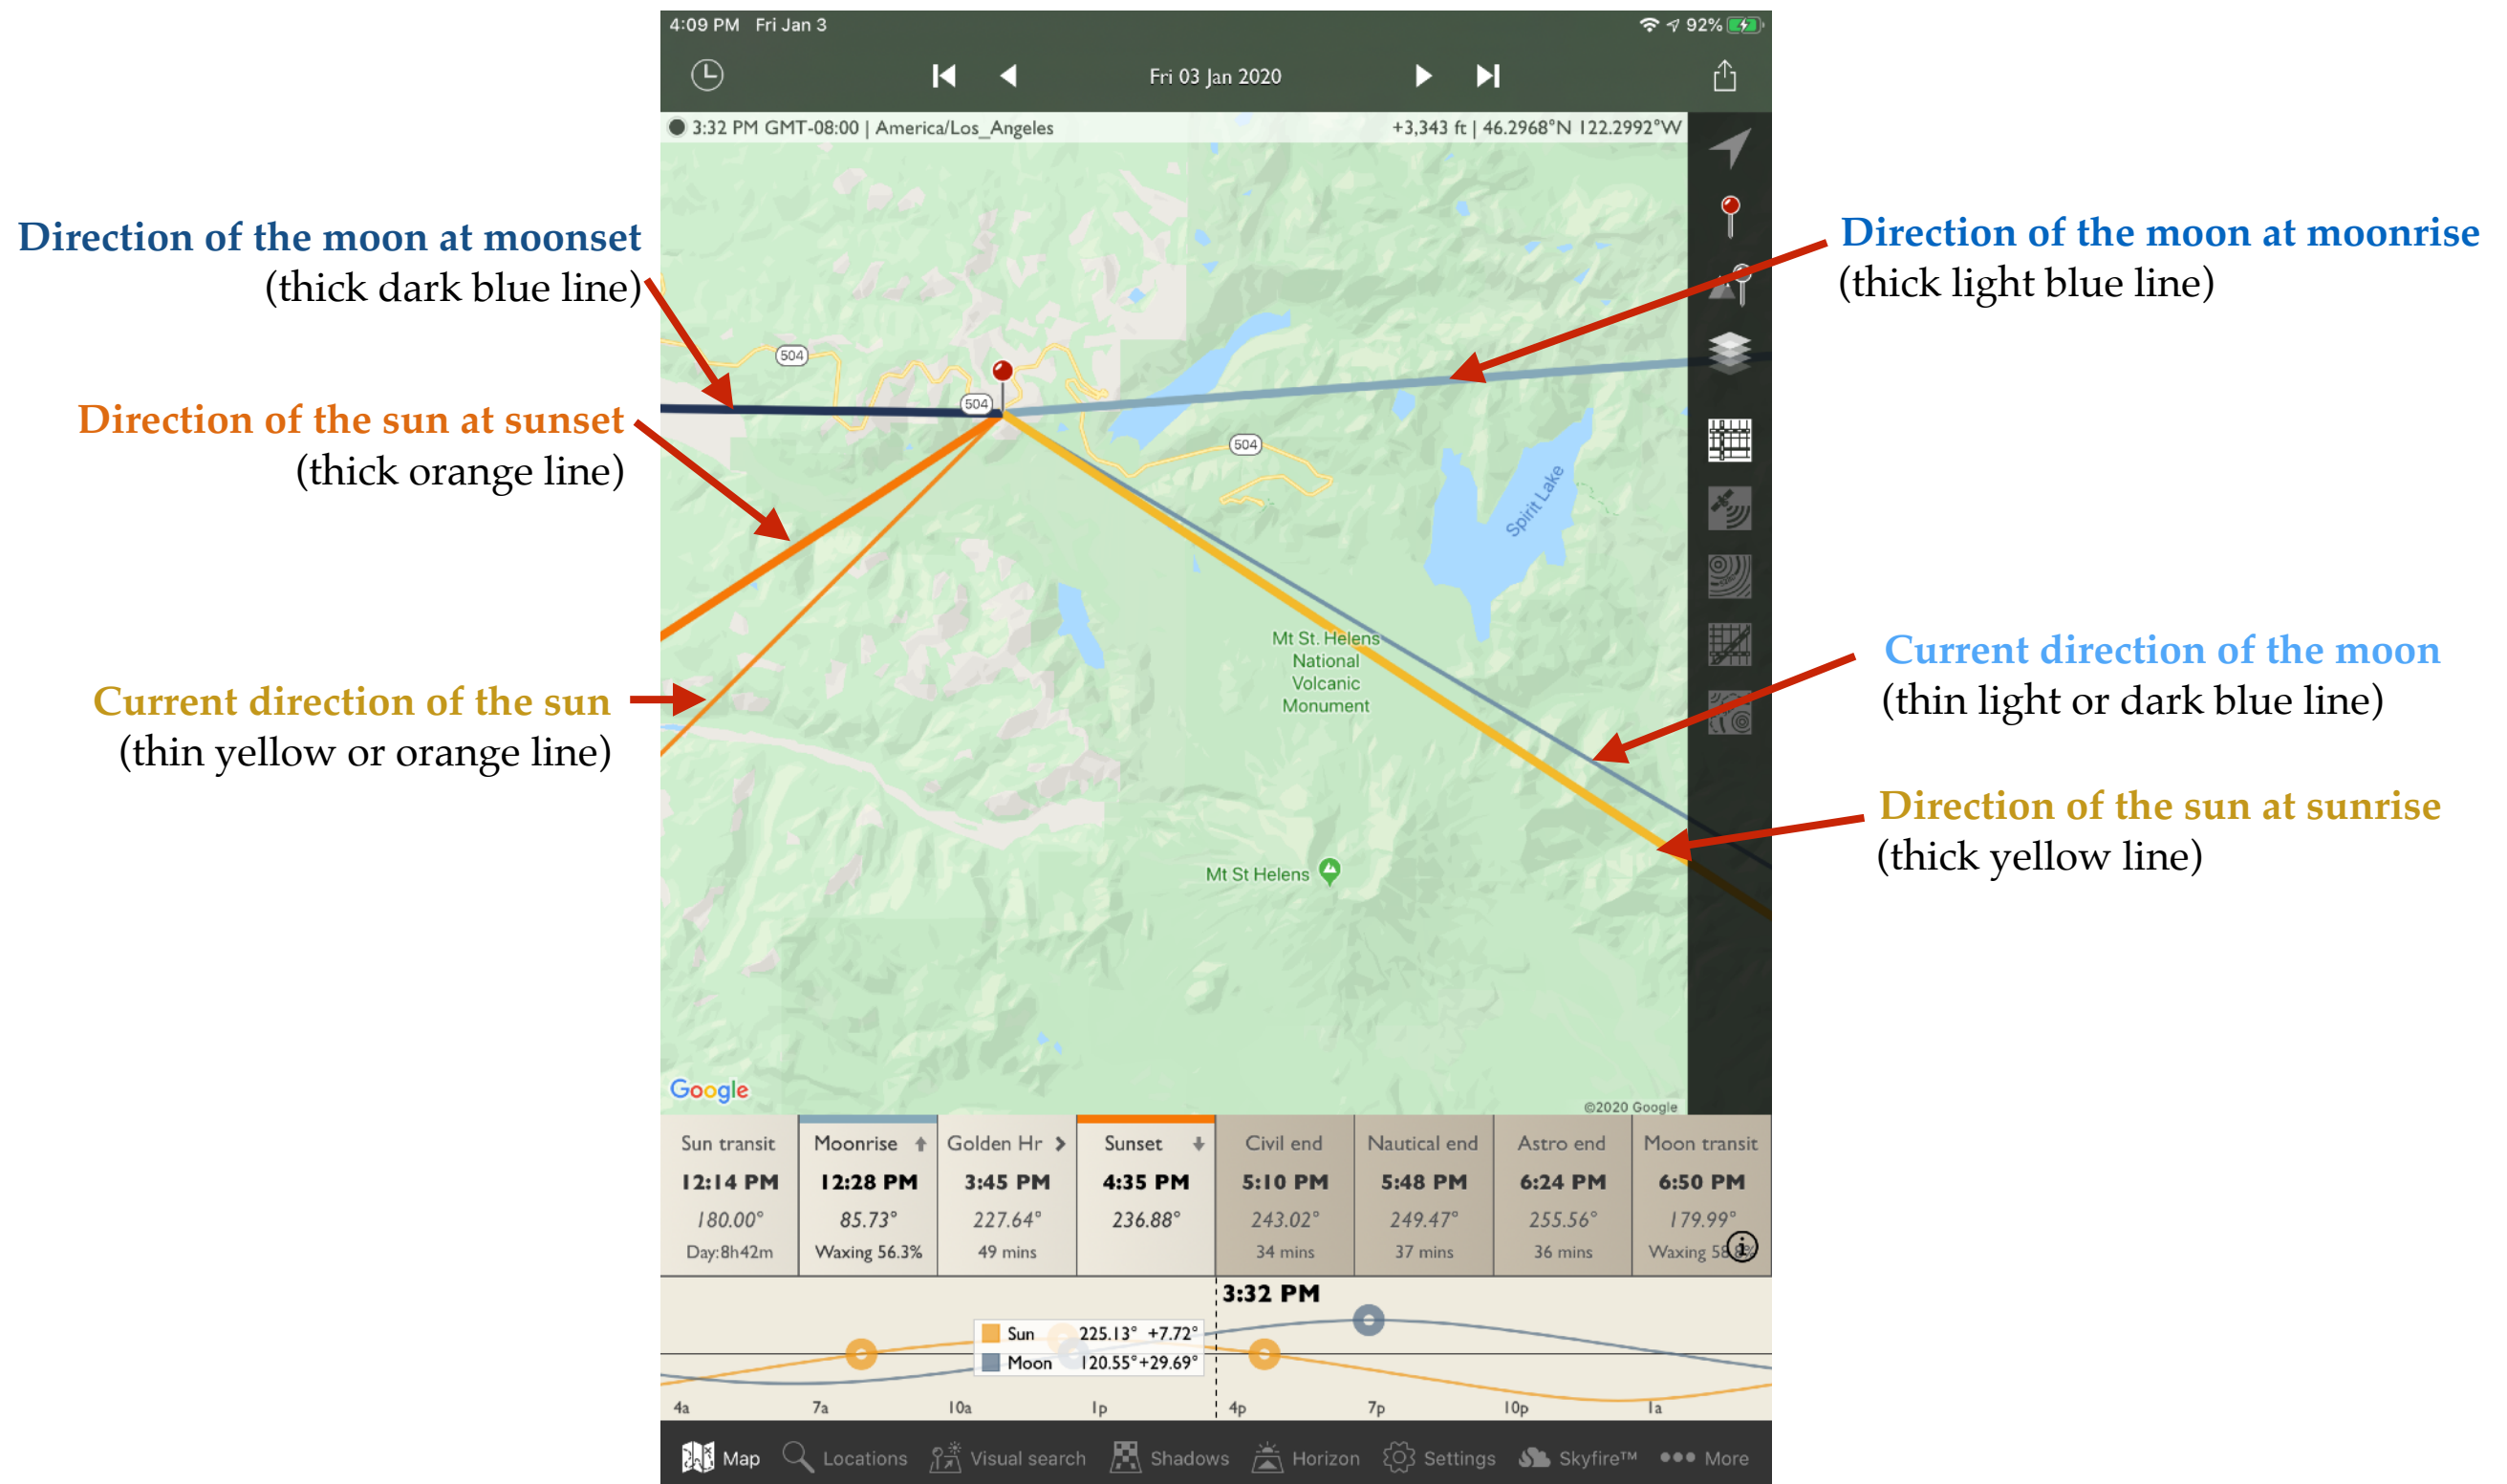 4:09 PM Fri Jan 3
92%
Fri 03 Jan 2020
3:32 PM GMT-08:00 | America/Los_Angeles
+3,343 ft | 46.2968°N 122.2992°W
Direction of the moon at moonset
(thick dark blue line)
Direction of the sun at sunset
(thick orange line)
Current direction of the sun
(thin yellow or orange line)
Direction of the moon at moonrise
(thick light blue line)
Current direction of the moon
(thin light or dark blue line)
Direction of the sun at sunrise
(thick yellow line)
504
504
504
Spirit Lake
Mt St. Helens
National
Volcanic
Monument
Mt St Helens
Google
©2020 Google
Sun transit
12:14 PM
180.00°
Day:8h42m
Moonrise
12:28 PM
85.73°
Waxing 56.3%
Golden Hr
3:45 PM
227.64°
49 mins
Sunset
4:35 PM
236.88°
Civil end
5:10 PM
243.02°
34 mins
Nautical end
5:48 PM
249.47°
37 mins
Astro end
6:24 PM
255.56°
36 mins
Moon transit
6:50 PM
179.99°
Waxing
3:32 PM
Sun 225.13° +7.72°
Moon 120.55° +29.69°
4a 7a 10a 1p 4p 7p 10p 1a
Map Locations Visual search Shadows Horizon Settings Skyfire™ More